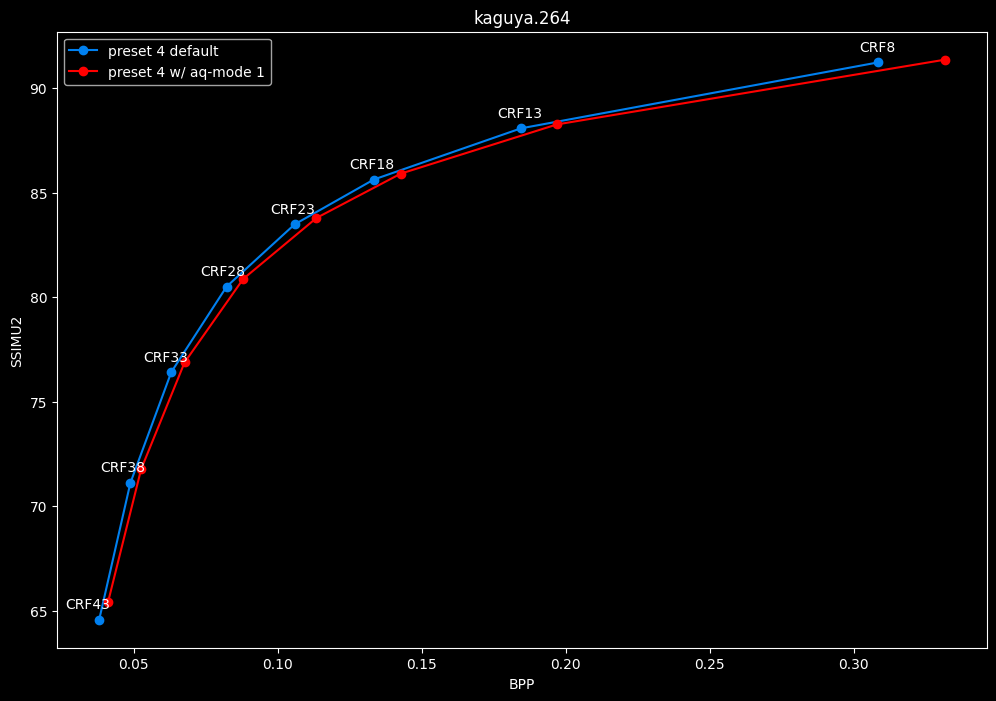 kaguya.264
preset 4 default
preset 4 w/ aq-mode 1
CRF8
CRF13
CRF18
CRF23
CRF28
CRF33
CRF38
CRF43
90
85
80
75
70
65
SSIMU2
0.05 0.10 0.15 0.20 0.25 0.30
BPP